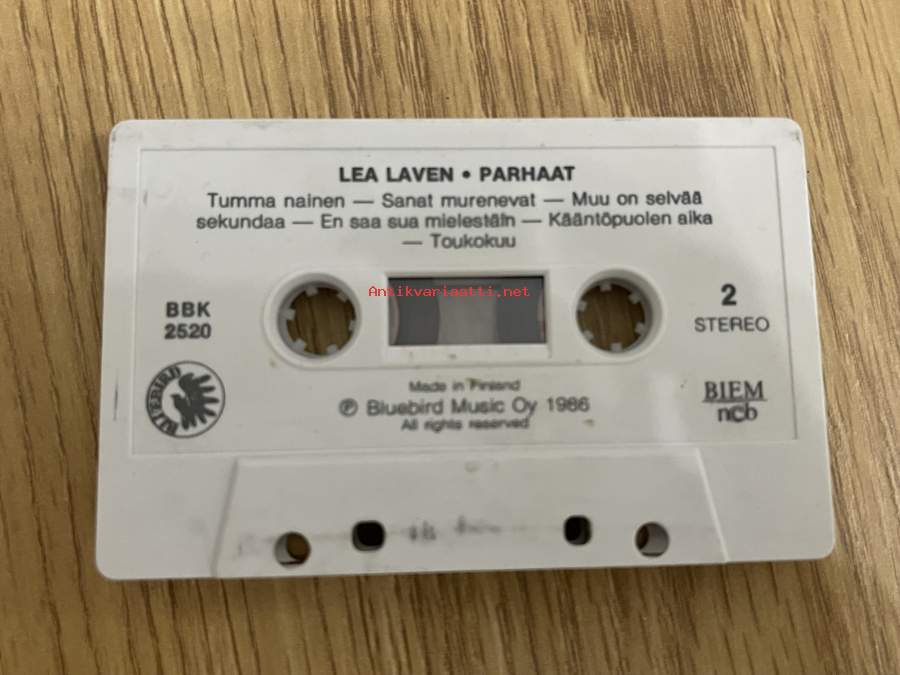 LEA LAVEN • PARHAAT
Tumma nainen — Sanat murenevat — Muu on selvää
sekundaa — En saa sua mielestäin — Kääntöpuolen aika
— Toukokuu
Antikvariaatti.net
BBK
2520
2
STEREO
BLUEBIRD
Made in Finland
℗ Bluebird Music Oy 1986
All rights reserved
BIEM
ncb